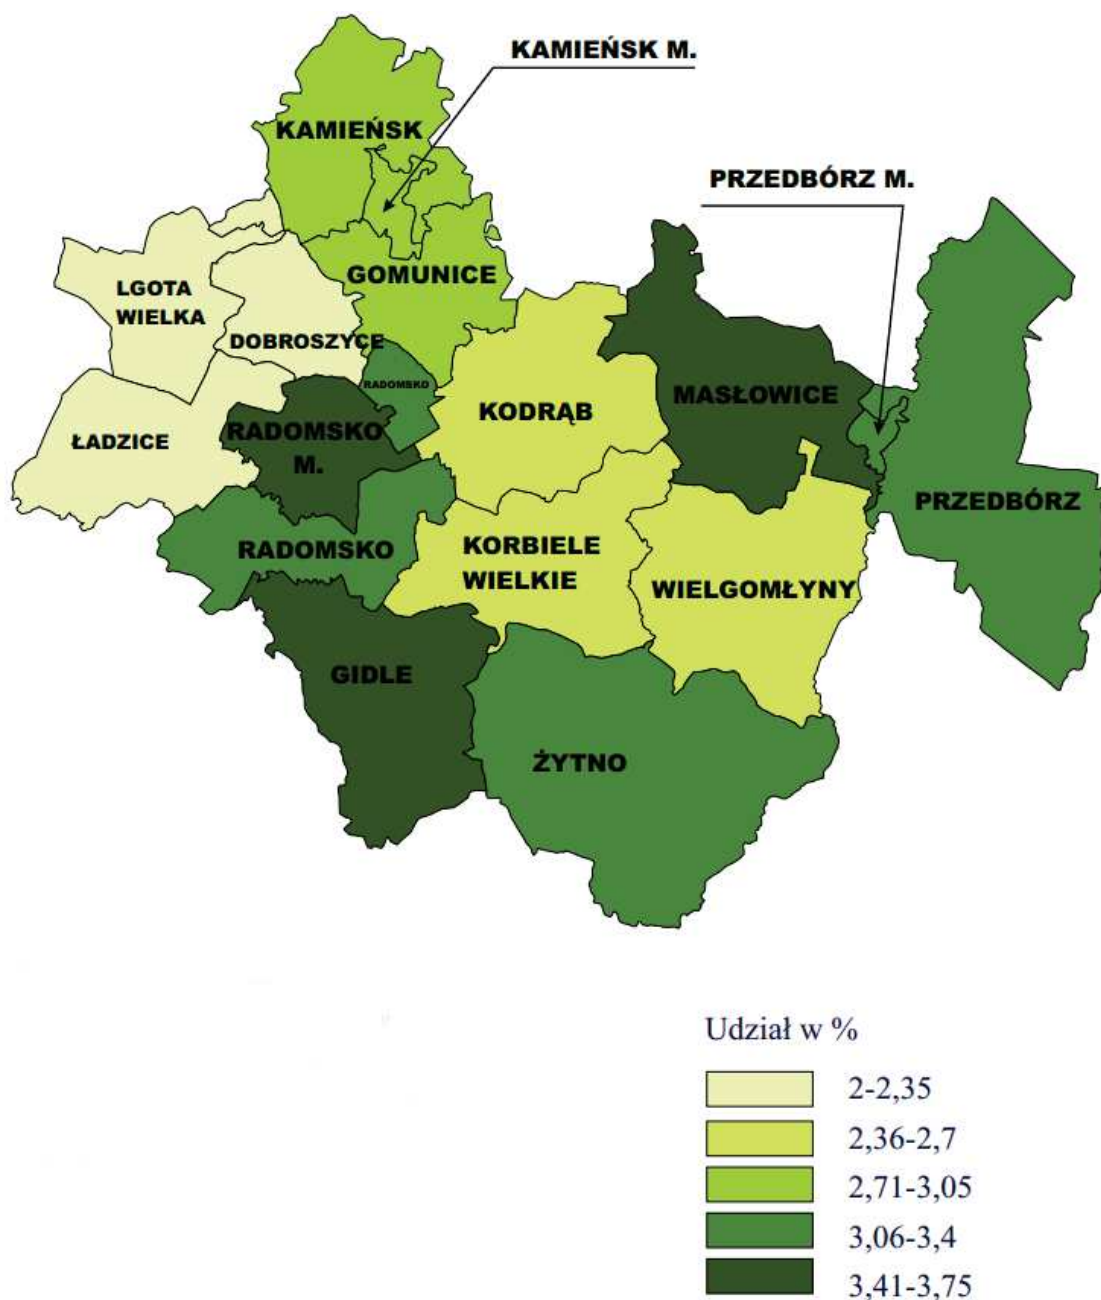 KAMIEŃSK M.
KAMIEŃSK
PRZEDBÓRZ M.
GOMUNICE
LGOTA
WIELKA
DOBROSZYCE
RADOMSKO
MASŁOWICE
KODRĄB
RADOMSKO
M.
ŁADZICE
PRZEDBÓRZ
RADOMSKO
KORBIELE
WIELKIE
WIELGOMŁYNY
GIDLE
ŻYTNO
Udział w %
2-2,35
2,36-2,7
2,71-3,05
3,06-3,4
3,41-3,75